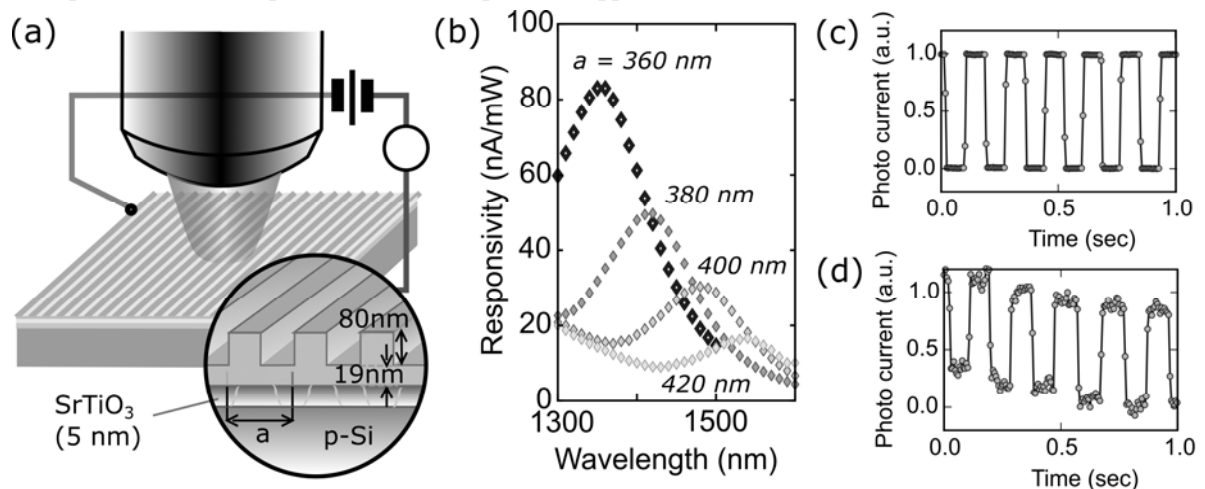 (a)
80nm
19nm
SrTiO₃
(5 nm)
a
p-Si
(b)
Responsivity (nA/mW)
100
80
60
40
20
0
a = 360 nm
380 nm
400 nm
420 nm
1300
1500
Wavelength (nm)
(c)
Photo current (a.u.)
1.0
0.5
0.0
0.0
0.5
1.0
Time (sec)
(d)
Photo current (a.u.)
1.0
0.5
0.0
0.0
0.5
1.0
Time (sec)